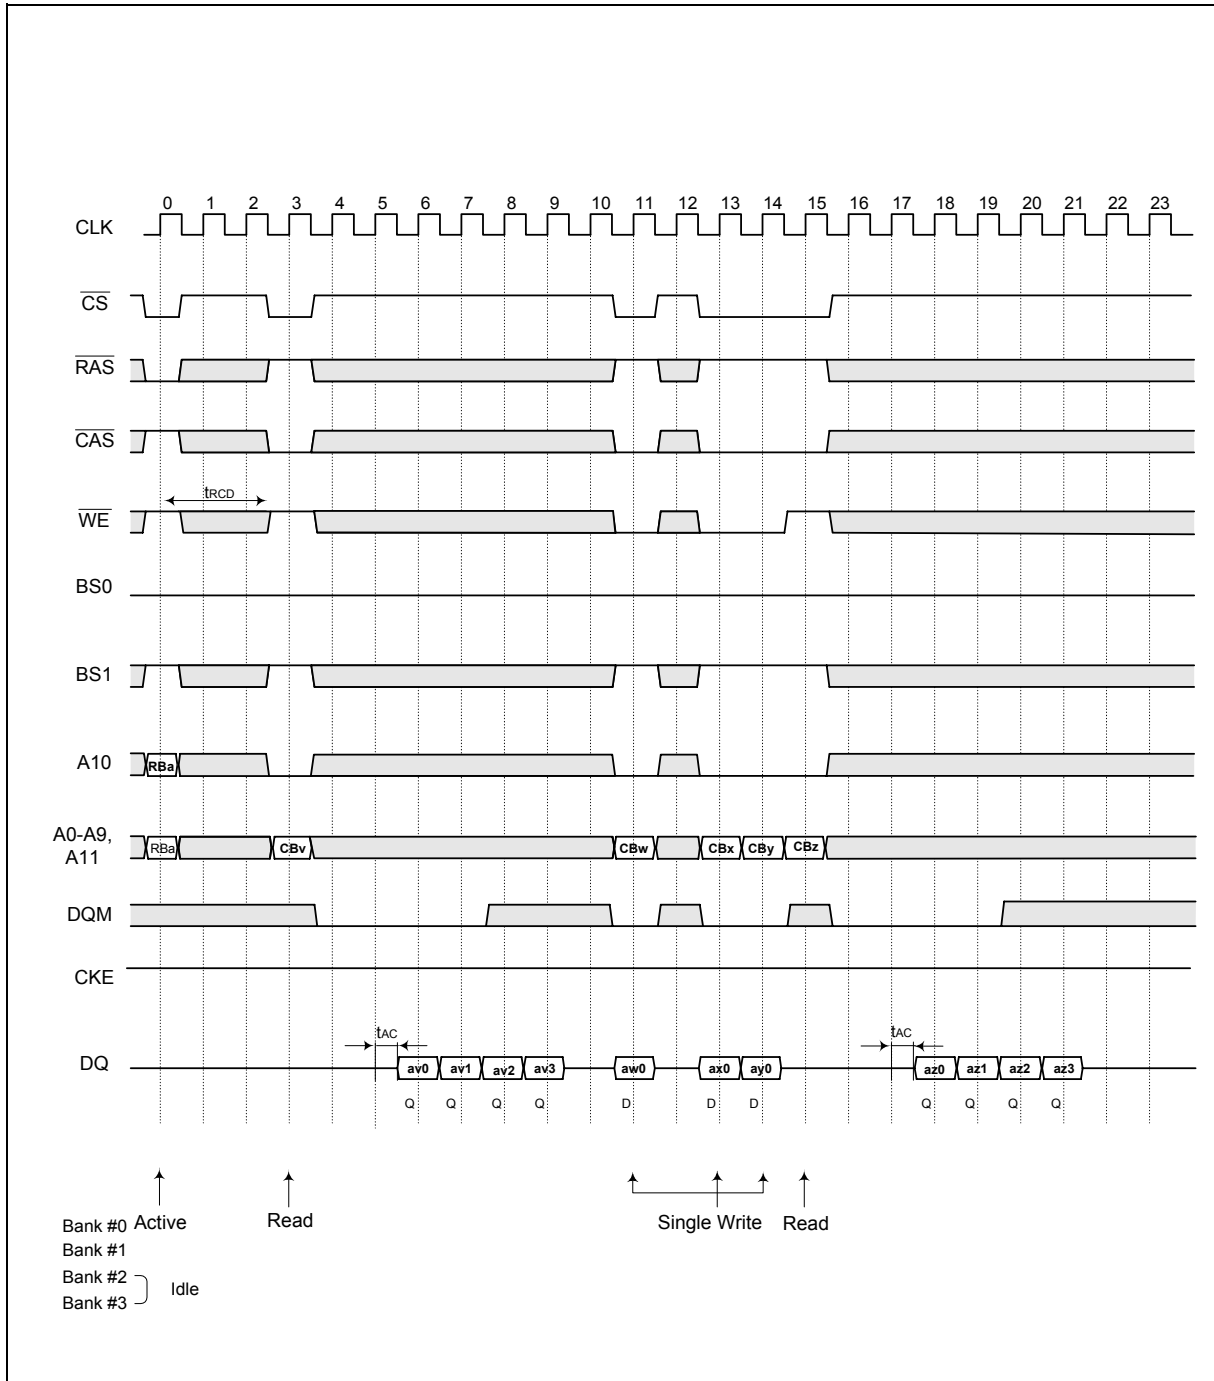 0 1 2 3 4 5 6 7 8 9 10 11 12 13 14 15 16 17 18 19 20 21 22 23
CLK
CS
RAS
CAS
tRCD
WE
BS0
BS1
A10 RBa
A0-A9, A11 RBa CBv CBw CBx CBy CBz
DQM
CKE
tAC tAC
DQ av0 av1 av2 av3 aw0 ax0 ay0 az0 az1 az2 az3
Q Q Q Q D D D Q Q Q Q
Active Read Single Write Read
Bank #0
Bank #1
Bank #2
Idle
Bank #3